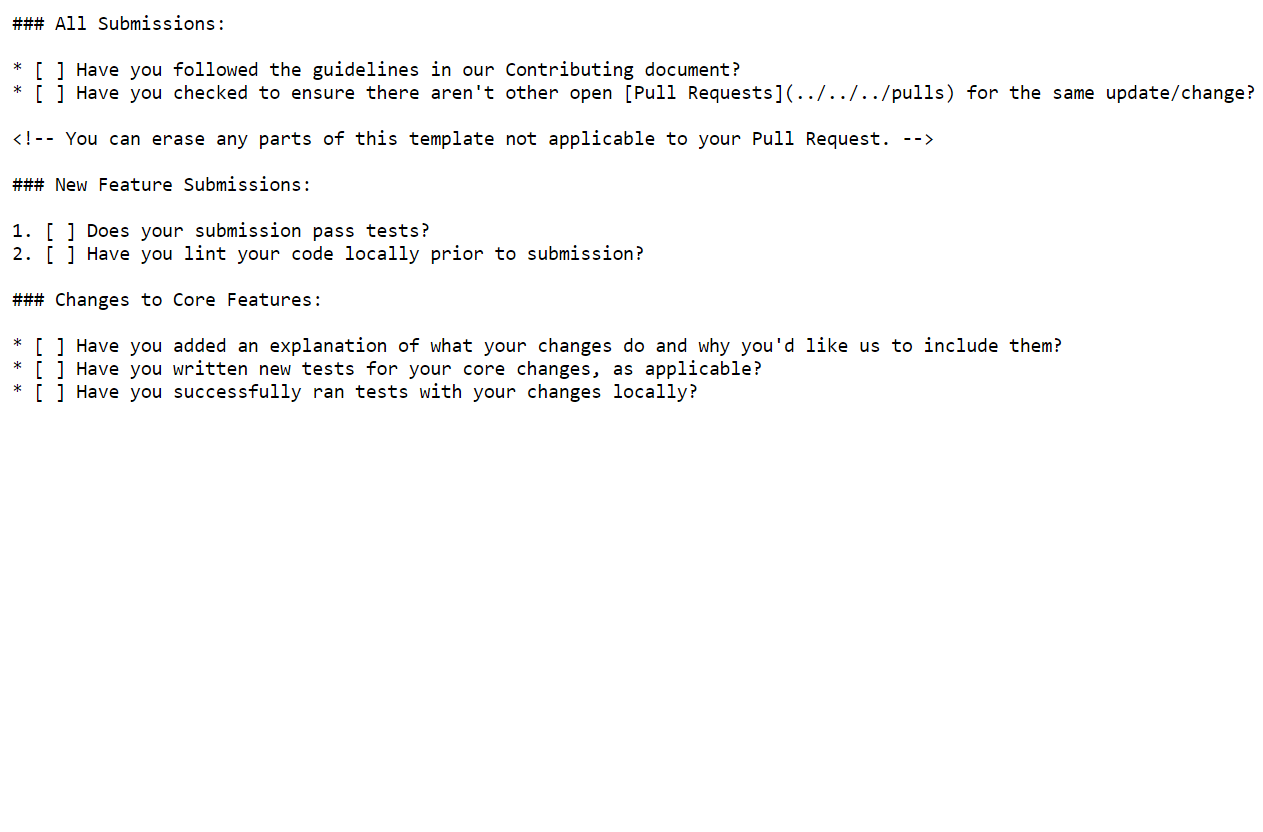 ### All Submissions:

* [ ] Have you followed the guidelines in our Contributing document?
* [ ] Have you checked to ensure there aren't other open [Pull Requests](../../../pulls) for the same update/change?

<!-- You can erase any parts of this template not applicable to your Pull Request. -->

### New Feature Submissions:

1. [ ] Does your submission pass tests?
2. [ ] Have you lint your code locally prior to submission?

### Changes to Core Features:

* [ ] Have you added an explanation of what your changes do and why you'd like us to include them?
* [ ] Have you written new tests for your core changes, as applicable?
* [ ] Have you successfully ran tests with your changes locally?